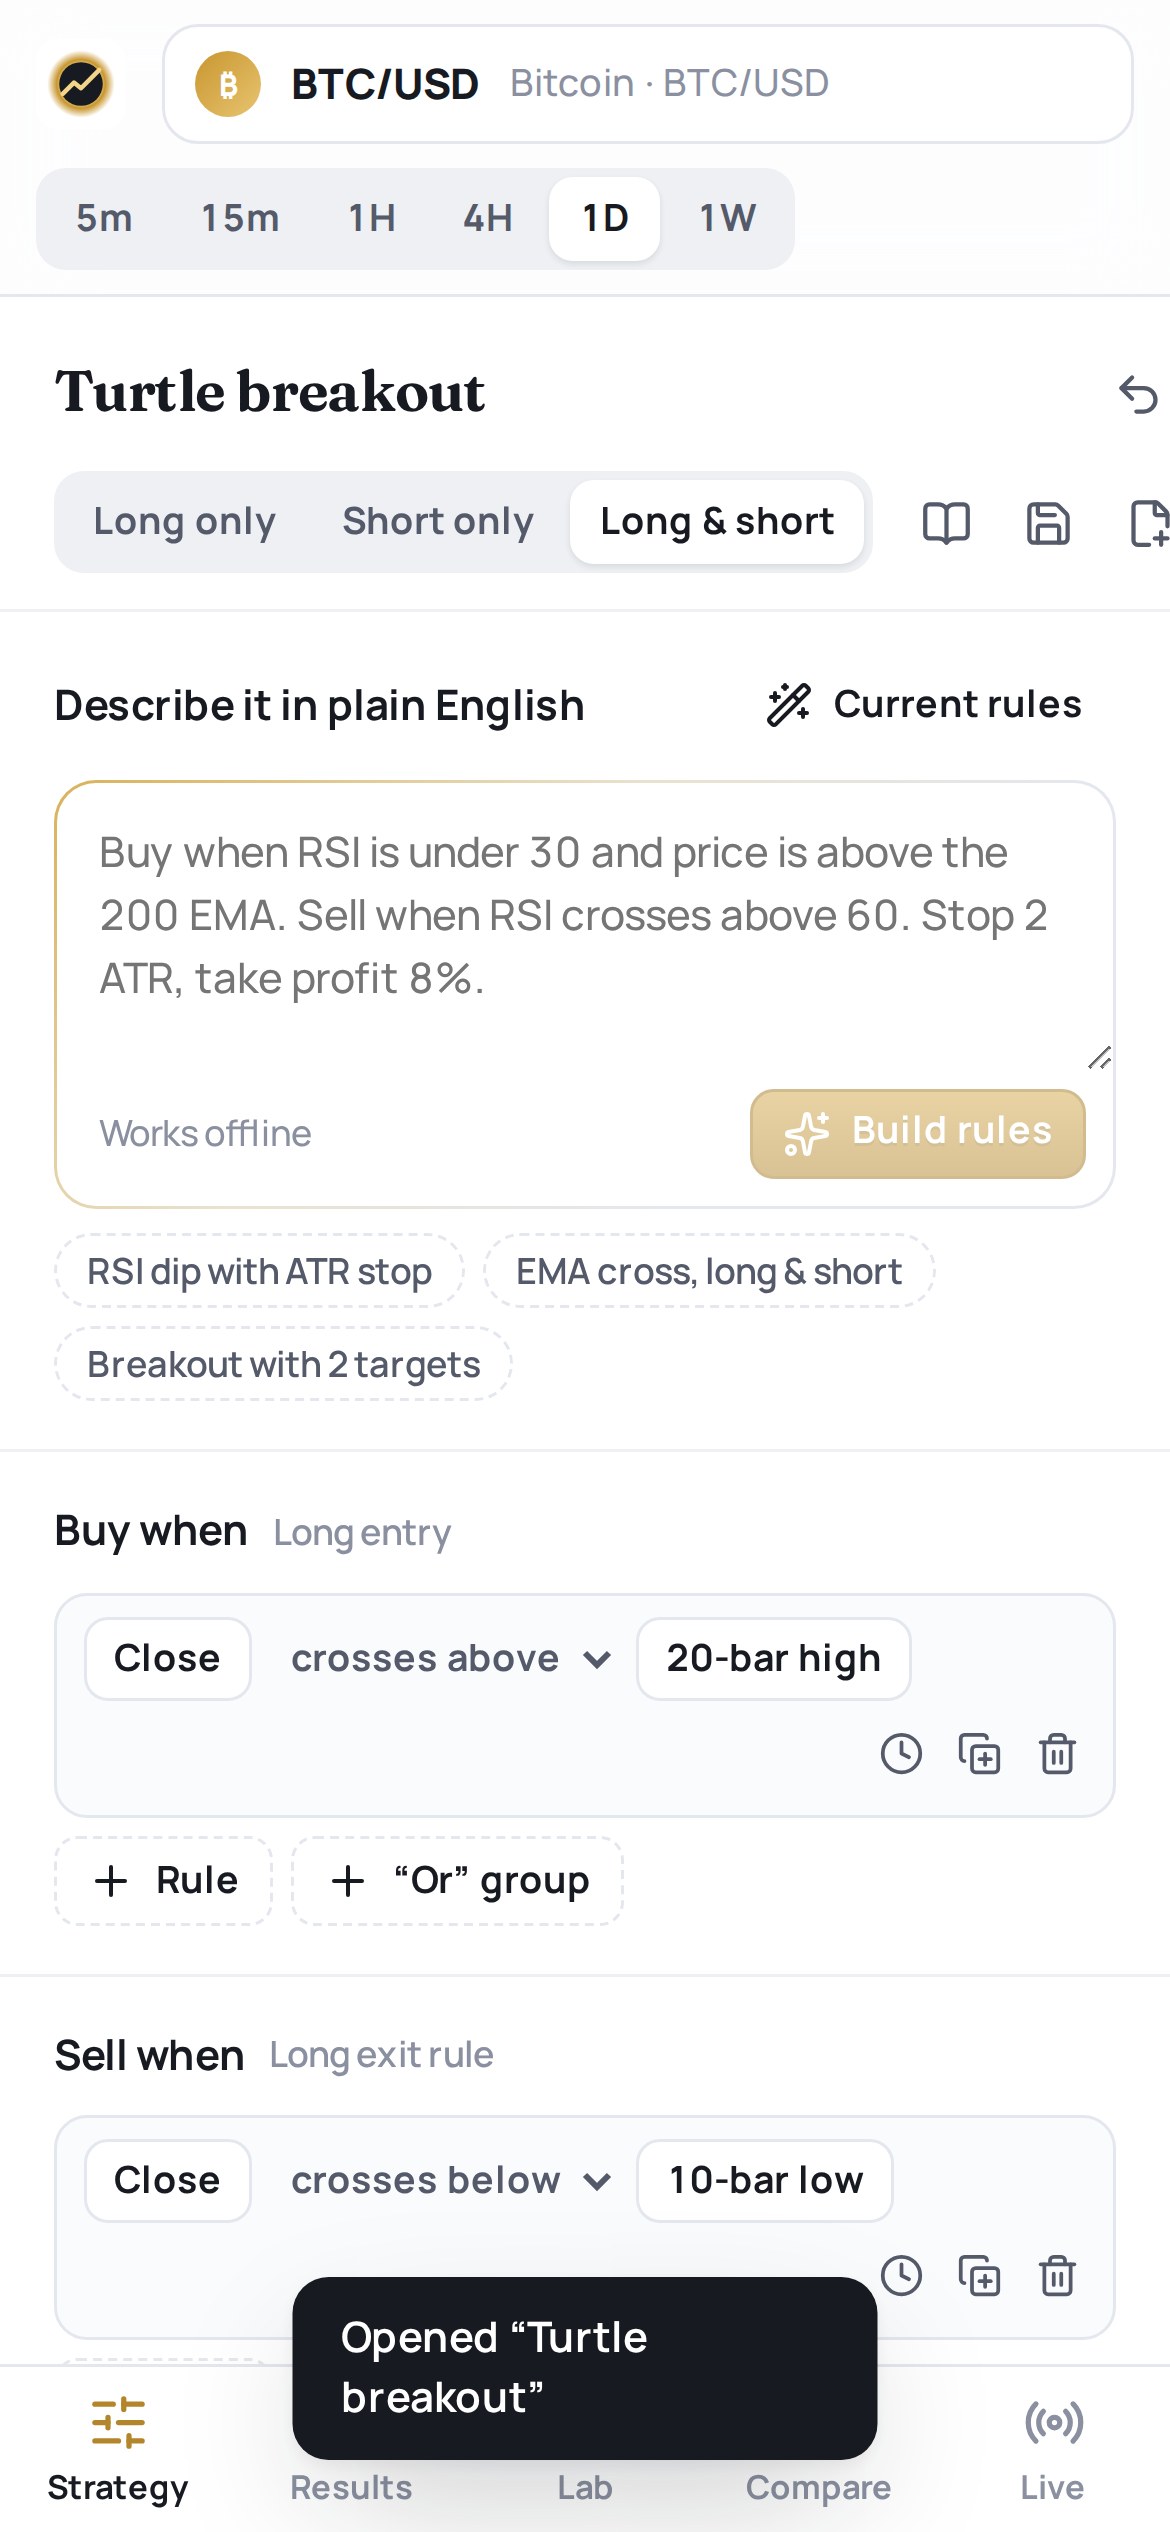 BTC/USD Bitcoin · BTC/USD
5m 15m 1H 4H 1D 1W
Turtle breakout
Long only Short only Long & short
Describe it in plain English Current rules
Buy when RSI is under 30 and price is above the
200 EMA. Sell when RSI crosses above 60. Stop 2
ATR, take profit 8%.
Works offline Build rules
RSI dip with ATR stop EMA cross, long & short
Breakout with 2 targets
Buy when Long entry
Close crosses above 20-bar high
Rule “Or” group
Sell when Long exit rule
Close crosses below 10-bar low
Opened “Turtle
breakout”
Strategy Results Lab Compare Live